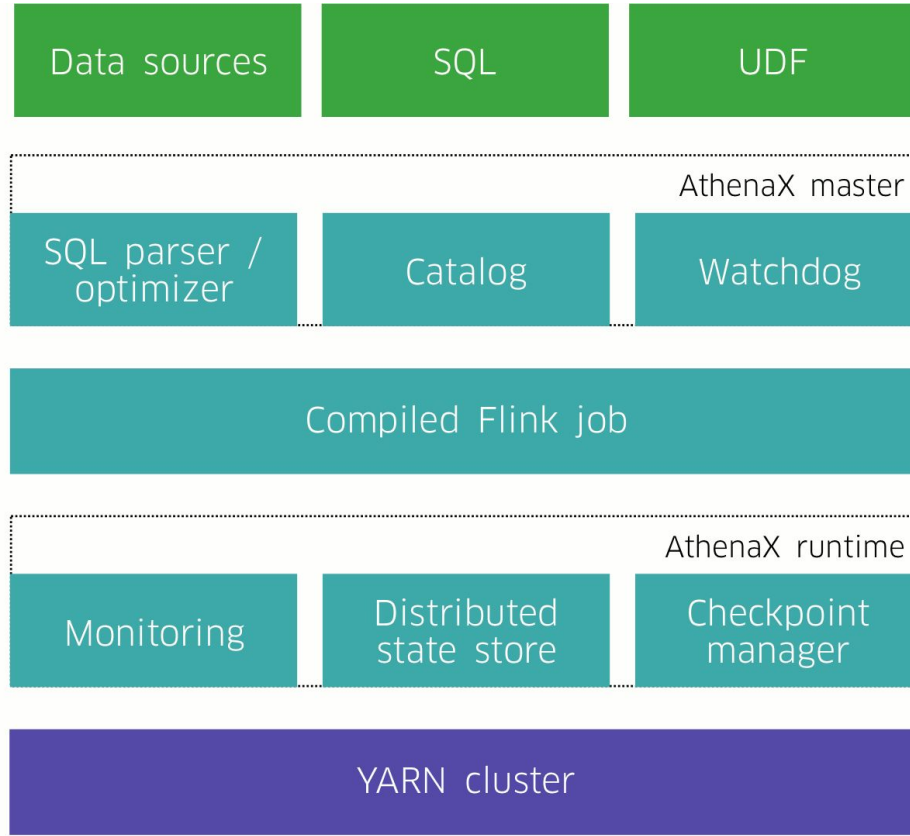 Data sources
SQL
UDF
AthenaX master
SQL parser /
optimizer
Catalog
Watchdog
Compiled Flink job
AthenaX runtime
Monitoring
Distributed
state store
Checkpoint
manager
YARN cluster